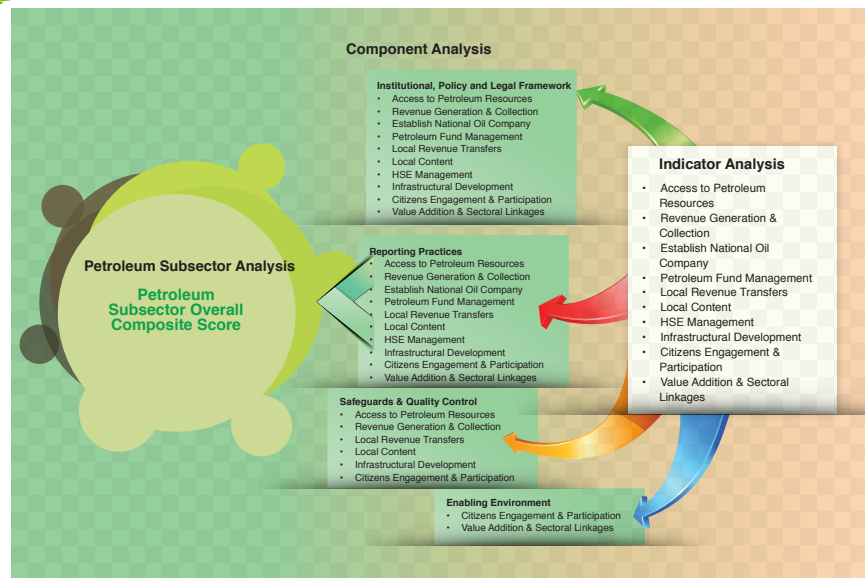 Component Analysis
Institutional, Policy and Legal Framework
• Access to Petroleum Resources
• Revenue Generation & Collection
• Establish National Oil Company
• Petroleum Fund Management
• Local Revenue Transfers
• Local Content
• HSE Management
• Infrastructural Development
• Citizens Engagement & Participation
• Value Addition & Sectoral Linkages
Petroleum Subsector Analysis
Petroleum
Subsector Overall
Composite Score
Reporting Practices
• Access to Petroleum Resources
• Revenue Generation & Collection
• Establish National Oil Company
• Petroleum Fund Management
• Local Revenue Transfers
• Local Content
• HSE Management
• Infrastructural Development
• Citizens Engagement & Participation
• Value Addition & Sectoral Linkages
Safeguards & Quality Control
• Access to Petroleum Resources
• Revenue Generation & Collection
• Local Revenue Transfers
• Local Content
• Infrastructural Development
• Citizens Engagement & Participation
Enabling Environment
• Citizens Engagement & Participation
• Value Addition & Sectoral Linkages
Indicator Analysis
• Access to Petroleum
Resources
• Revenue Generation &
Collection
• Establish National Oil
Company
• Petroleum Fund Management
• Local Revenue Transfers
• Local Content
• HSE Management
• Infrastructural Development
• Citizens Engagement &
Participation
• Value Addition & Sectoral
Linkages